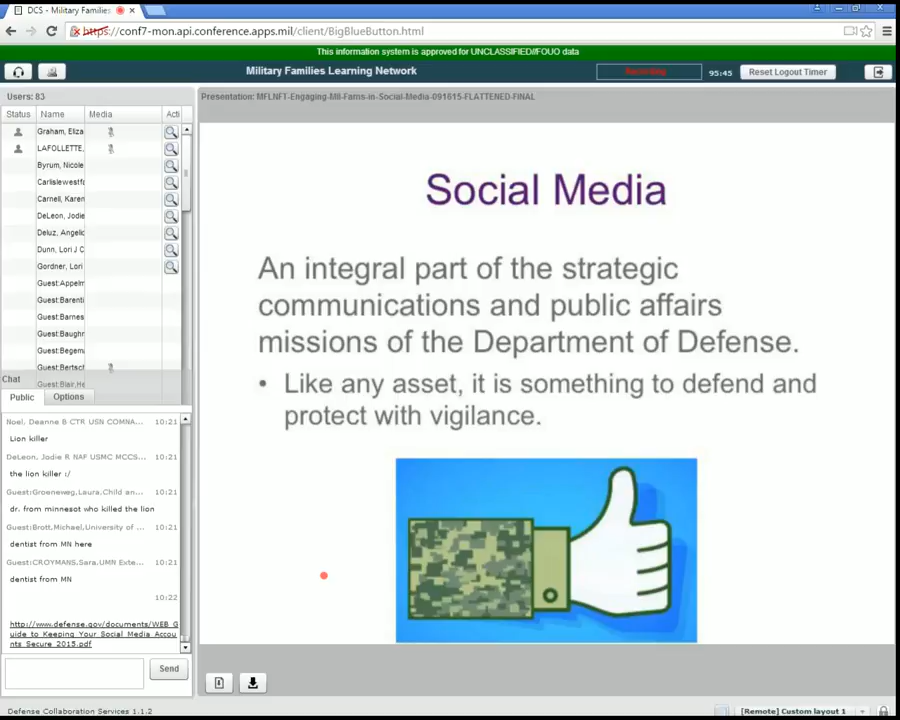 DCS - Military Families
https://conf7-mon.api.conference.apps.mil/client/BigBlueButton.html
This information system is approved for UNCLASSIFIED//FOUO data
Military Families Learning Network
Recording
95:45
Reset Logout Timer
Users: 83
Presentation: MFLNFT-Engaging-Mil-Fams-in-Social-Media-091615-FLATTENED-FINAL
Status Name Media Acti
Graham, Eliza
LAFOLLETTE,
Byrum, Nicole
Carlislewestfa
Carnell, Karen
DeLeon, Jodie
Deluz, Angelic
Dunn, Lori J C
Gordner, Lori
Guest:Appelm
Guest:Barenti
Guest:Barnes
Guest:Baughr
Guest:Begem
Guest:Bertsch
Guest:Blair,He
Chat
Public Options
Noel, Deanne B CTR USN COMNA... 10:21
Lion killer
DeLeon, Jodie R NAF USMC MCCS... 10:21
the lion killer :/
Guest:Groeneweg,Laura,Child an... 10:21
dr. from minnesot who killed the lion
Guest:Brott,Michael,University of ... 10:21
dentist from MN here
Guest:CROYMANS,Sara,UMN Exte... 10:21
dentist from MN
10:22
http://www.defense.gov/documents/WEB_G
uide_to_Keeping_Your_Social_Media_Accou
nts_Secure_2015.pdf
Send
Social Media
An integral part of the strategic
communications and public affairs
missions of the Department of Defense.
• Like any asset, it is something to defend and
protect with vigilance.
Defense Collaboration Services 1.1.2
[Remote] Custom layout 1